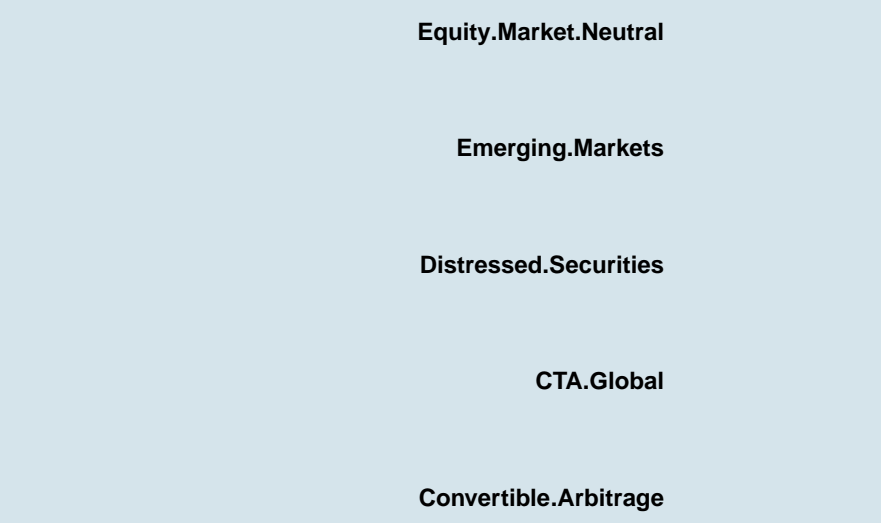 Equity.Market.Neutral
Emerging.Markets
Distressed.Securities
CTA.Global
Convertible.Arbitrage